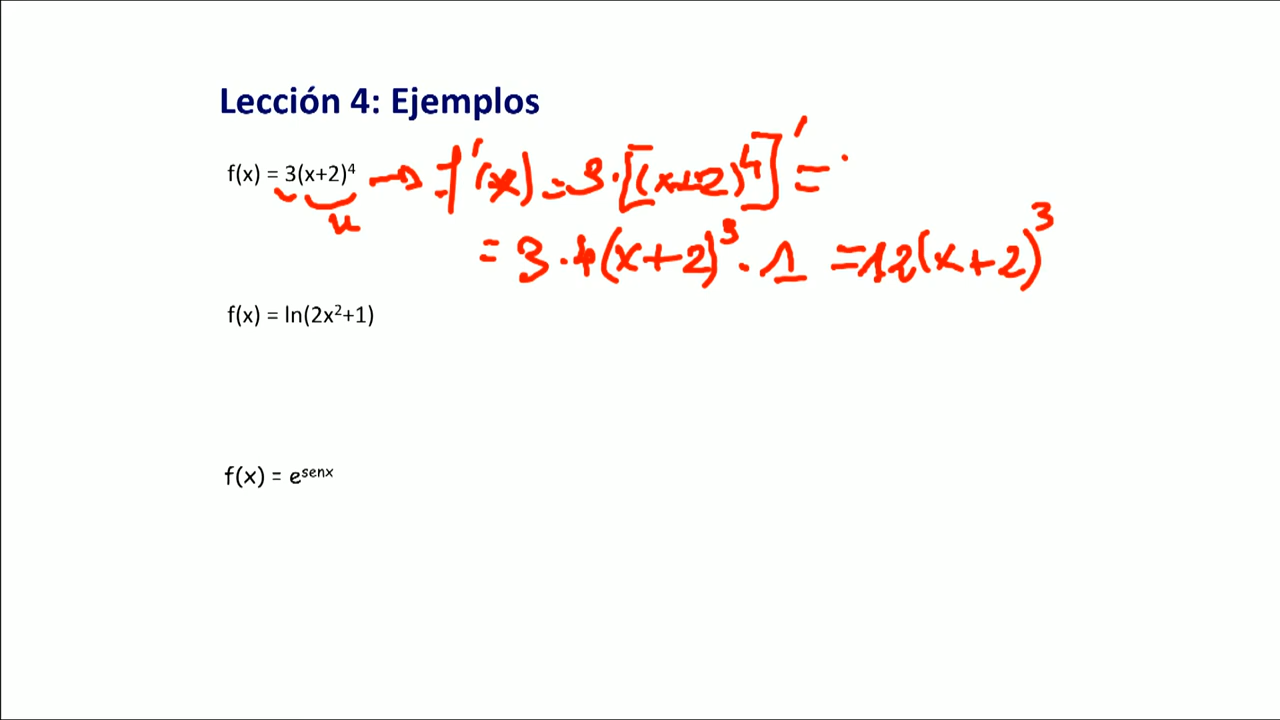 Lección 4: Ejemplos
f(x) = 3(x+2)⁴ → f'(x) = 3·[(x+2)⁴]' =
u
= 3·4(x+2)³·1 = 12(x+2)³
f(x) = ln(2x²+1)
f(x) = eˢᵉⁿˣ